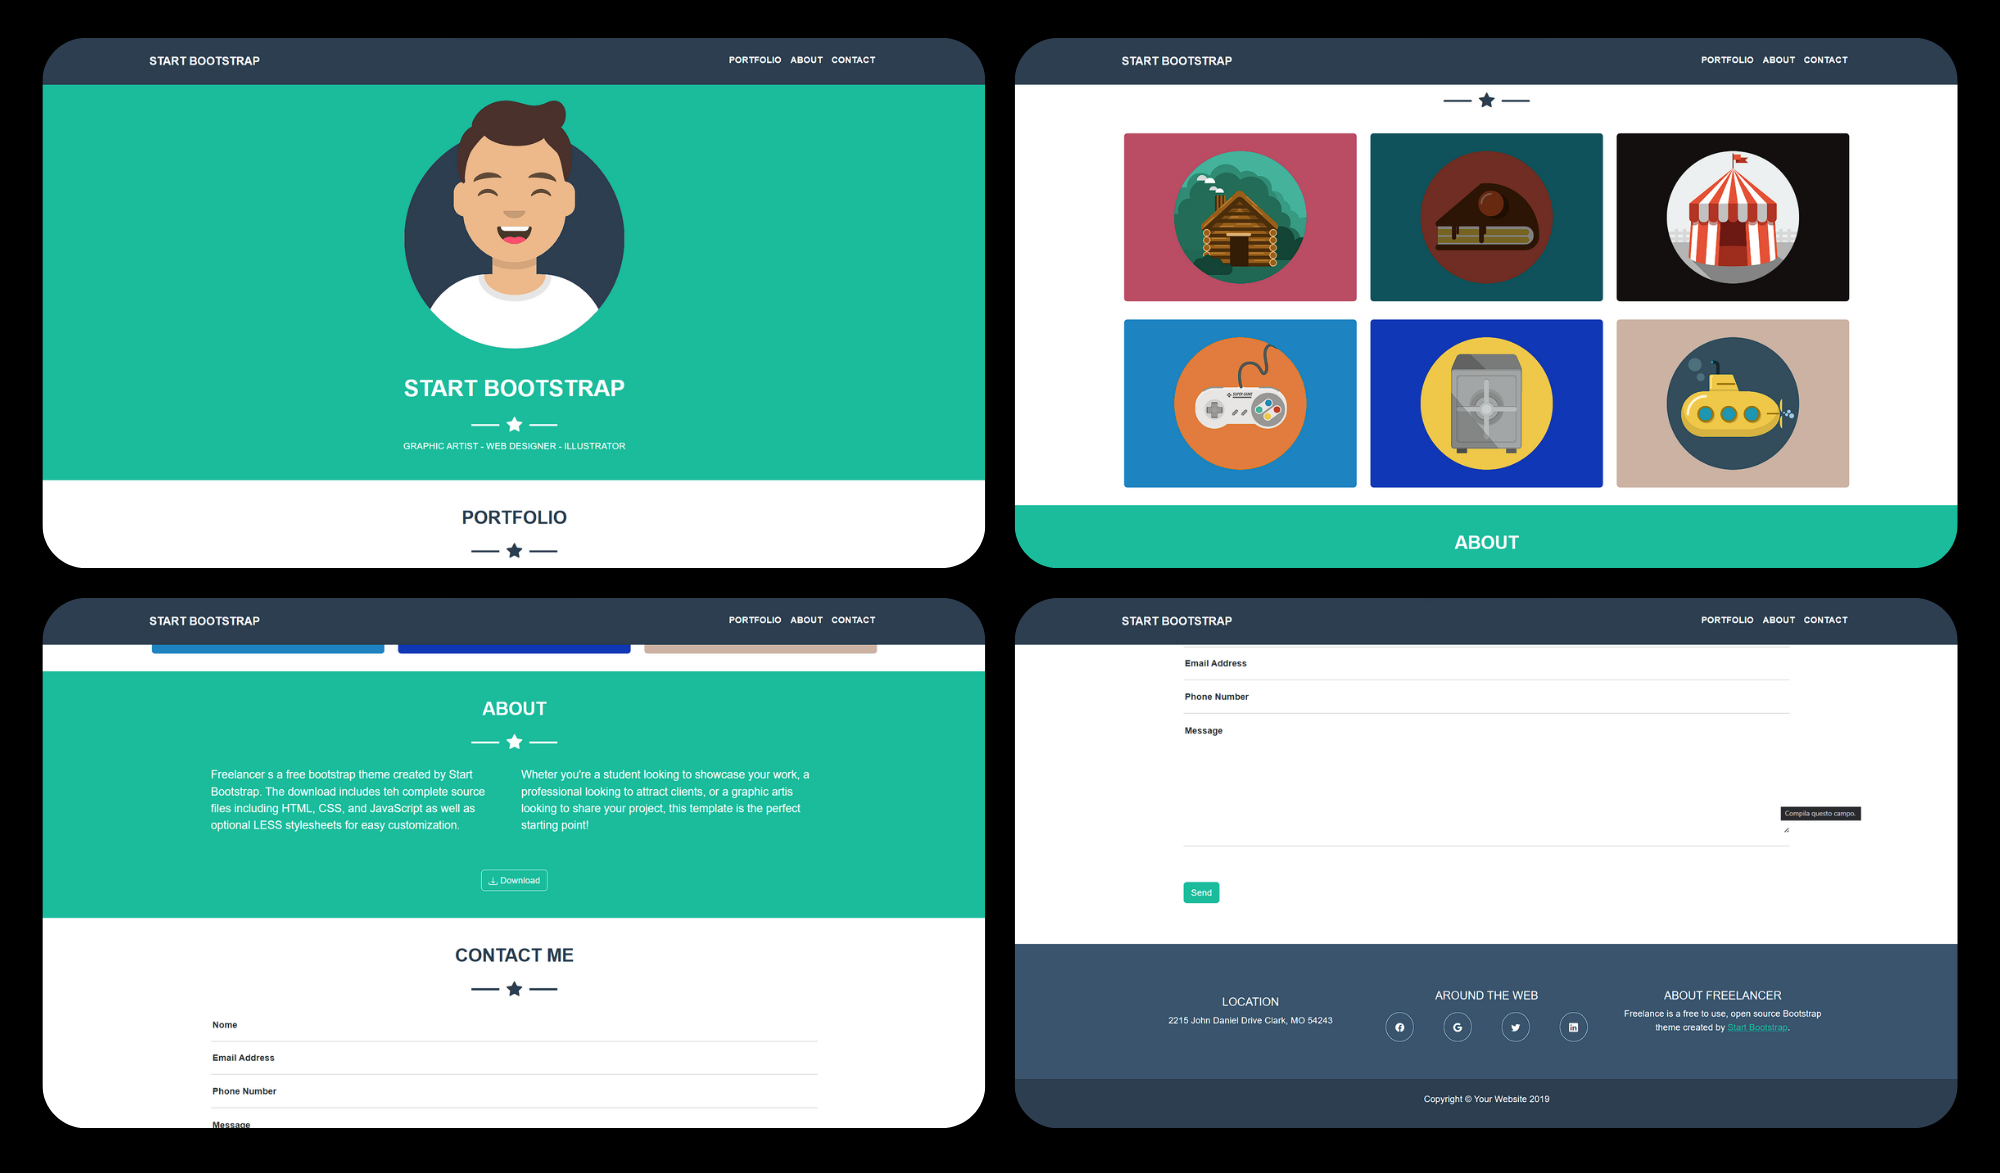 START BOOTSTRAP
PORTFOLIO ABOUT CONTACT
START BOOTSTRAP
GRAPHIC ARTIST - WEB DESIGNER - ILLUSTRATOR
PORTFOLIO
START BOOTSTRAP
PORTFOLIO ABOUT CONTACT
SUPER GAME
ABOUT
START BOOTSTRAP
PORTFOLIO ABOUT CONTACT
ABOUT
Freelancer s a free bootstrap theme created by Start
Bootstrap. The download includes teh complete source
files including HTML, CSS, and JavaScript as well as
optional LESS stylesheets for easy customization.
Wheter you're a student looking to showcase your work, a
professional looking to attract clients, or a graphic artis
looking to share your project, this template is the perfect
starting point!
Download
CONTACT ME
Nome
Email Address
Phone Number
Message
START BOOTSTRAP
PORTFOLIO ABOUT CONTACT
Email Address
Phone Number
Message
Compila questo campo.
Send
LOCATION
2215 John Daniel Drive Clark, MO 54243
AROUND THE WEB
ABOUT FREELANCER
Freelance is a free to use, open source Bootstrap
theme created by Start Bootstrap.
Copyright © Your Website 2019